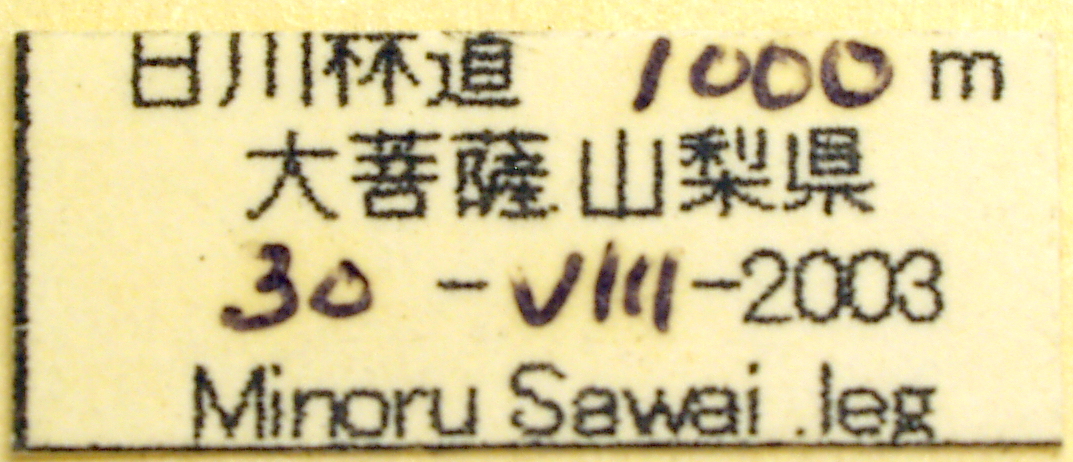 日川林道 1000 m
大菩薩山梨県
30 -VIII-2003
Minoru Sawai .leg